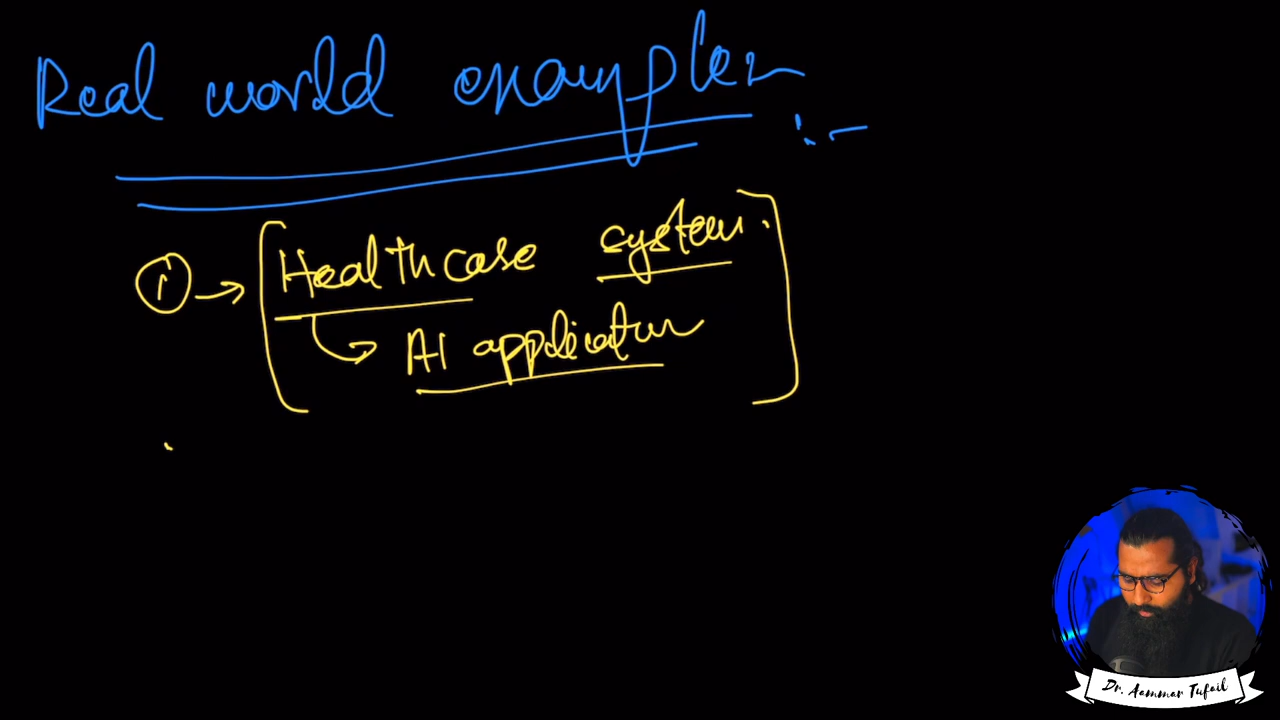 Real world examples :-
① → [Healthcare system.
↳ AI application]
Dr. Aammar Tufail